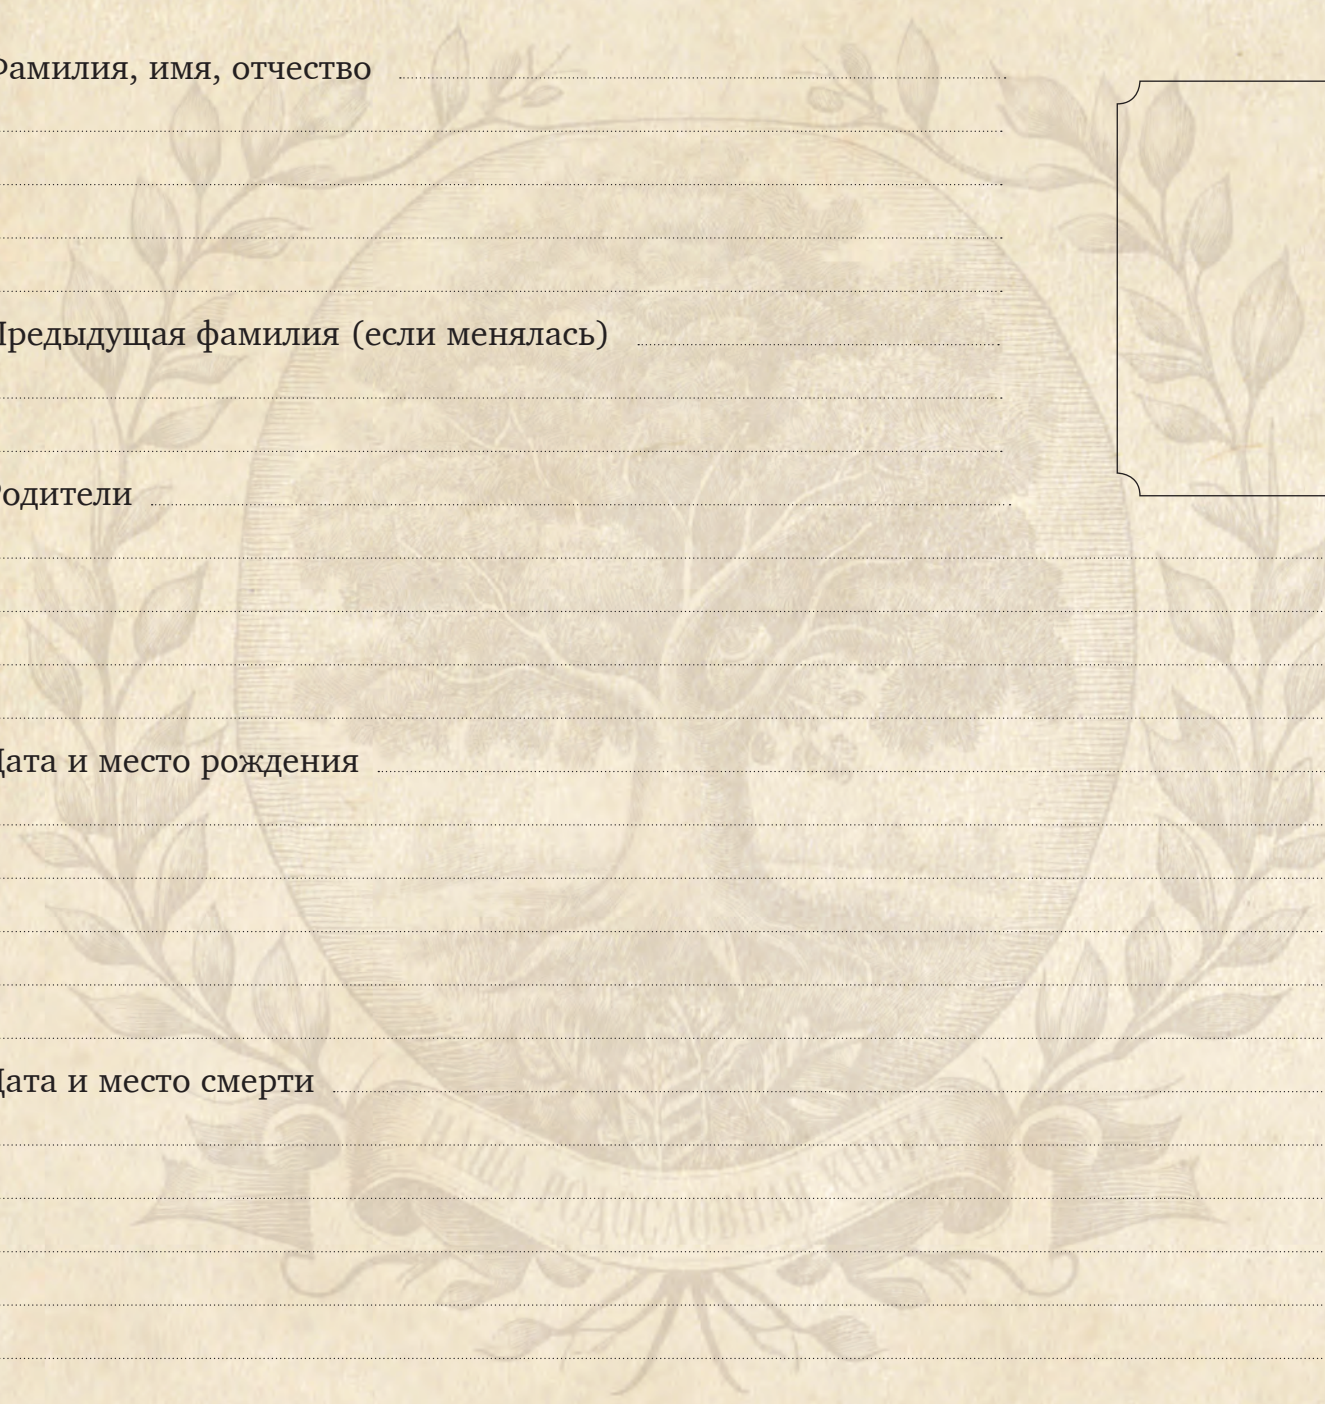 Фамилия, имя, отчество
Предыдущая фамилия (если менялась)
Родители
Дата и место рождения
Дата и место смерти
НАША РОДОСЛОВНАЯ КНИГА